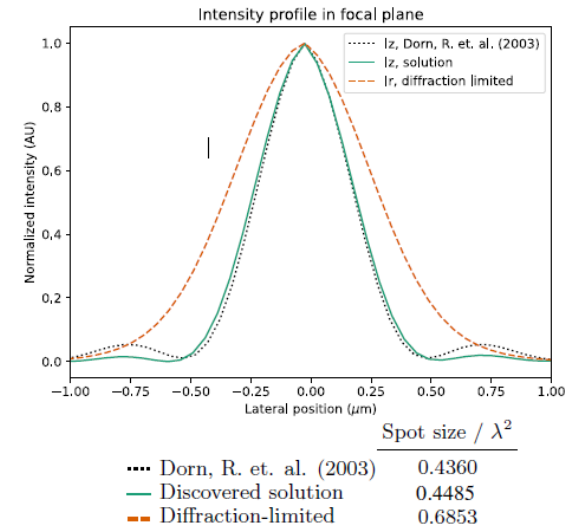 Intensity profile in focal plane
Iz, Dorn, R. et. al. (2003)
Iz, solution
Ir, diffraction limited
1.0
0.8
0.6
0.4
0.2
0.0
Normalized intensity (AU)
−1.00 −0.75 −0.50 −0.25 0.00 0.25 0.50 0.75 1.00
Lateral position (μm)
Spot size / λ²
Dorn, R. et. al. (2003) 0.4360
Discovered solution 0.4485
Diffraction-limited 0.6853